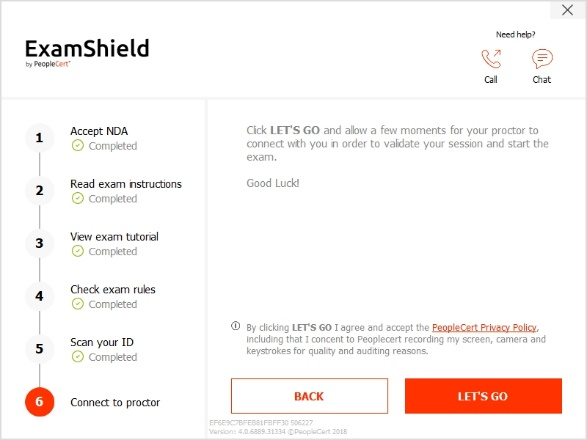 Need help?
ExamShield
by PeopleCert
Call
Chat
1
Accept NDA
Completed
2
Read exam instructions
Completed
3
View exam tutorial
Completed
4
Check exam rules
Completed
5
Scan your ID
Completed
6
Connect to proctor
Click LET'S GO and allow a few moments for your proctor to
connect with you in order to validate your session and start the
exam.
Good Luck!
By clicking LET'S GO I agree and accept the PeopleCert Privacy Policy,
including that I consent to Peoplecert recording my screen, camera and
keystrokes for quality and auditing reasons.
BACK
LET'S GO
Version: 4.0.6889.31334 ©PeopleCert 2018